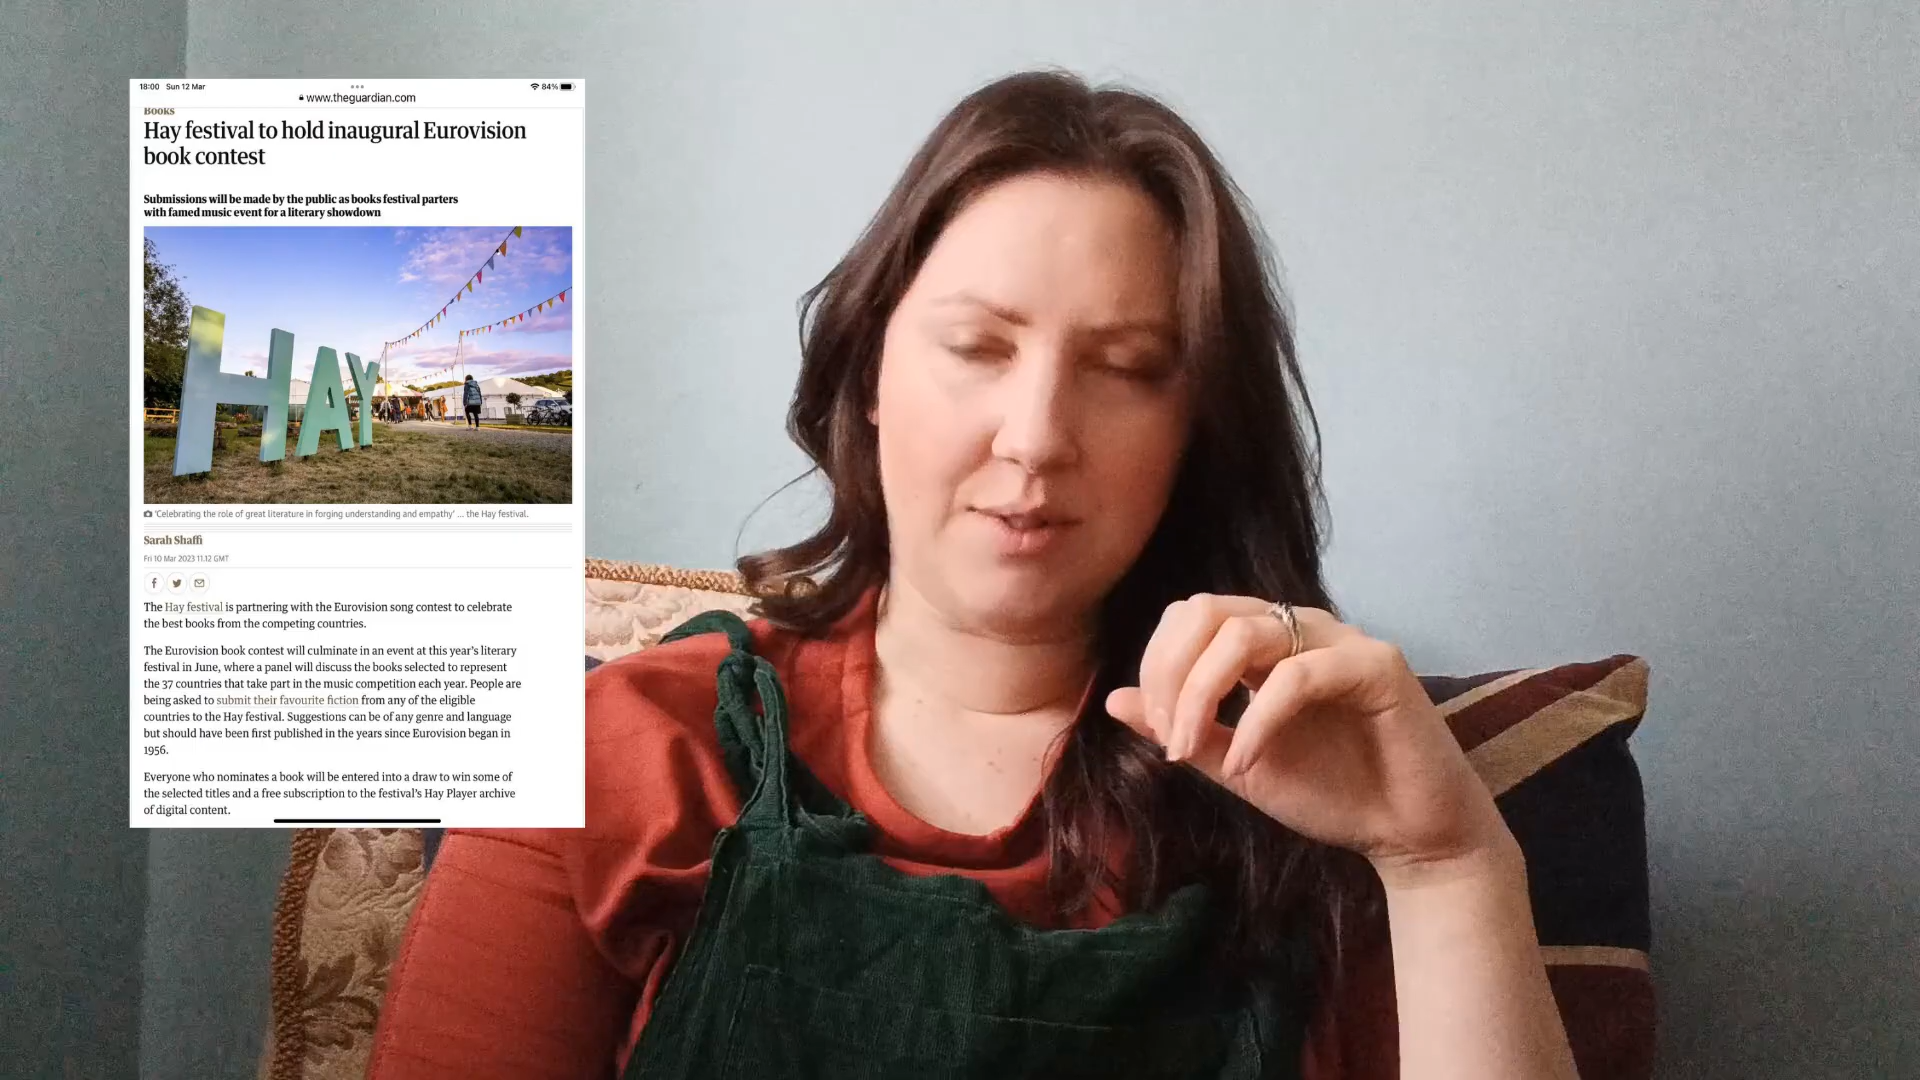 18:00 Sun 12 Mar
84%
www.theguardian.com
Books
Hay festival to hold inaugural Eurovision
book contest
Submissions will be made by the public as books festival parters
with famed music event for a literary showdown
HAY
'Celebrating the role of great literature in forging understanding and empathy' ... the Hay festival.
Sarah Shaffi
Fri 10 Mar 2023 11.12 GMT
The Hay festival is partnering with the Eurovision song contest to celebrate
the best books from the competing countries.
The Eurovision book contest will culminate in an event at this year's literary
festival in June, where a panel will discuss the books selected to represent
the 37 countries that take part in the music competition each year. People are
being asked to submit their favourite fiction from any of the eligible
countries to the Hay festival. Suggestions can be of any genre and language
but should have been first published in the years since Eurovision began in
1956.
Everyone who nominates a book will be entered into a draw to win some of
the selected titles and a free subscription to the festival's Hay Player archive
of digital content.